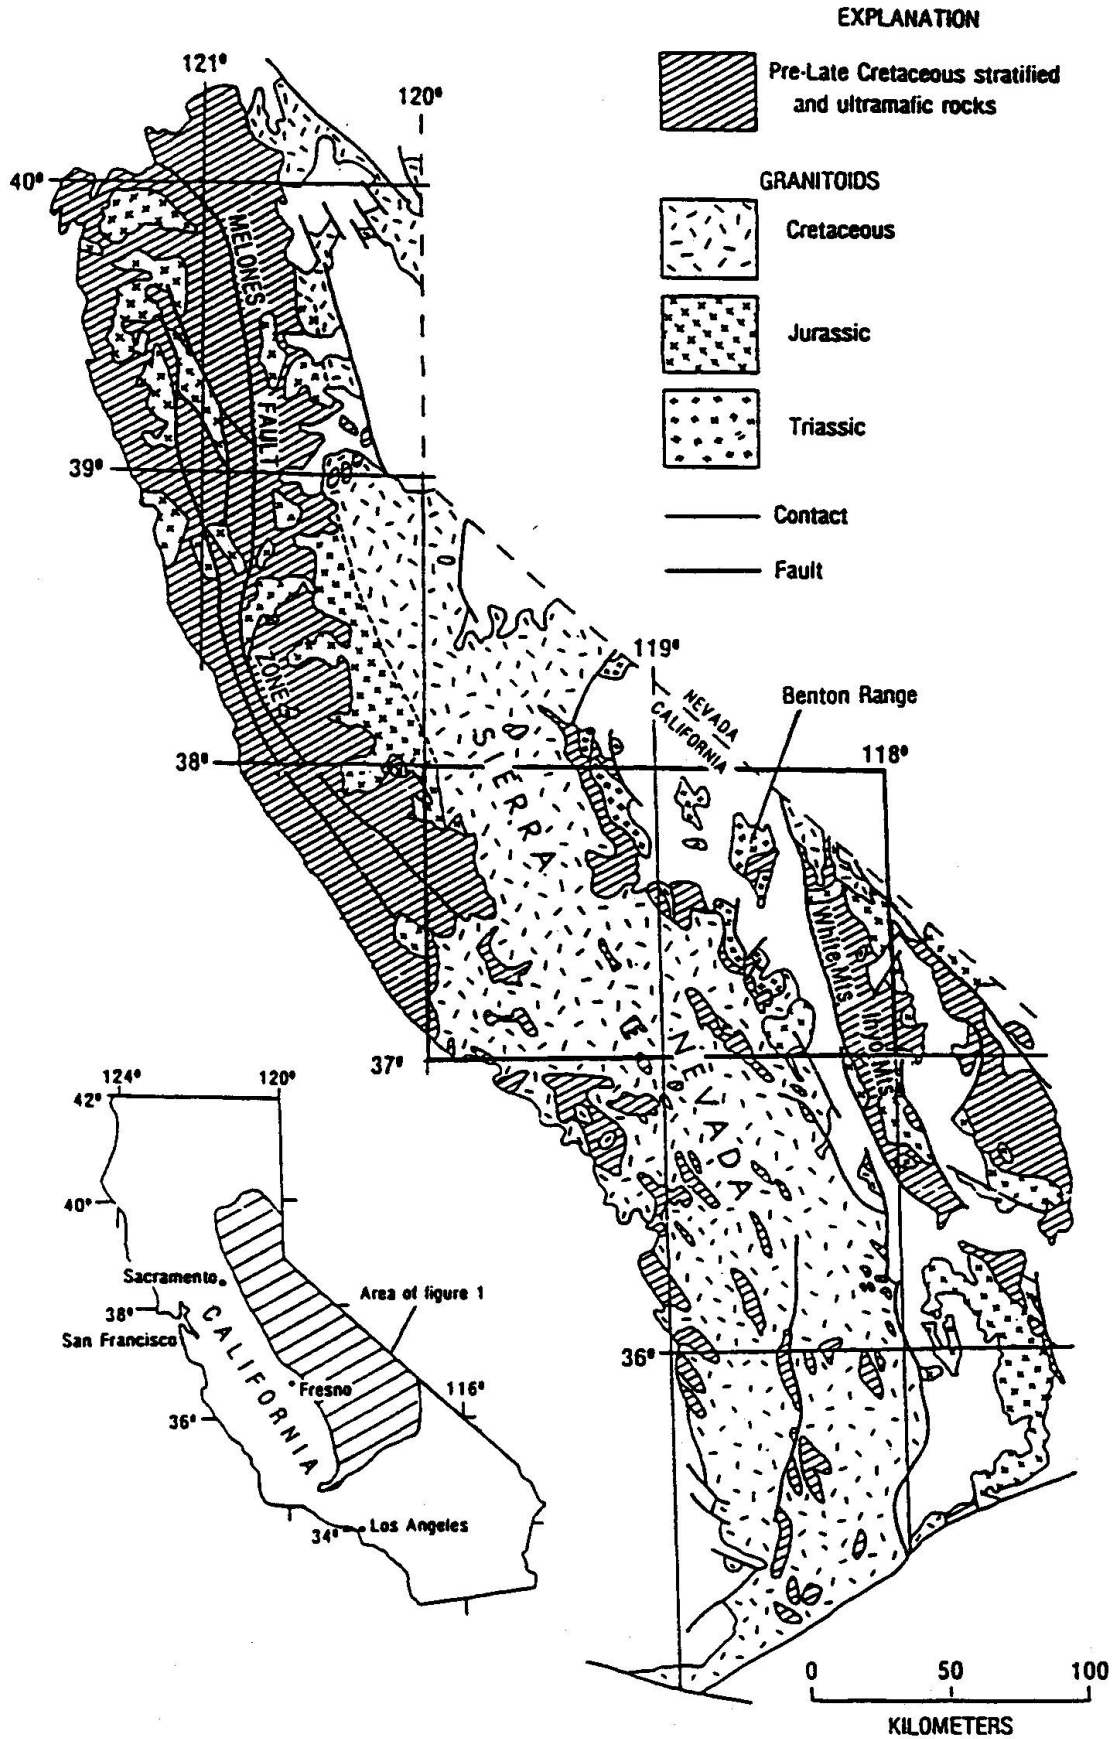 EXPLANATION
Pre-Late Cretaceous stratified
and ultramafic rocks
GRANITOIDS
Cretaceous
Jurassic
Triassic
Contact
Fault
121°
120°
40°
MELONES
FAULT
ZONE
39°
119°
NEVADA
CALIFORNIA
Benton Range
38°
118°
SIERRA
NEVADA
White Mts.
Inyo Mts.
37°
36°
124°
120°
42°
40°
Sacramento
38°
San Francisco
CALIFORNIA
Area of figure 1
Fresno
116°
36°
34°
Los Angeles
0 50 100
KILOMETERS